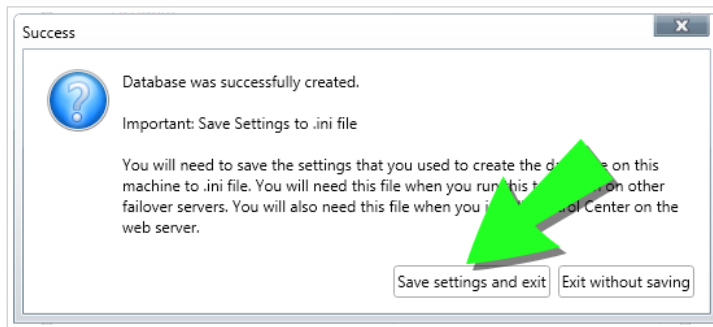 Success
Database was successfully created.
Important: Save Settings to .ini file
You will need to save the settings that you used to create the on this
machine to .ini file. You will need this file when you run this on other
failover servers. You will also need this file when you Center on the
web server.
Save settings and exit
Exit without saving